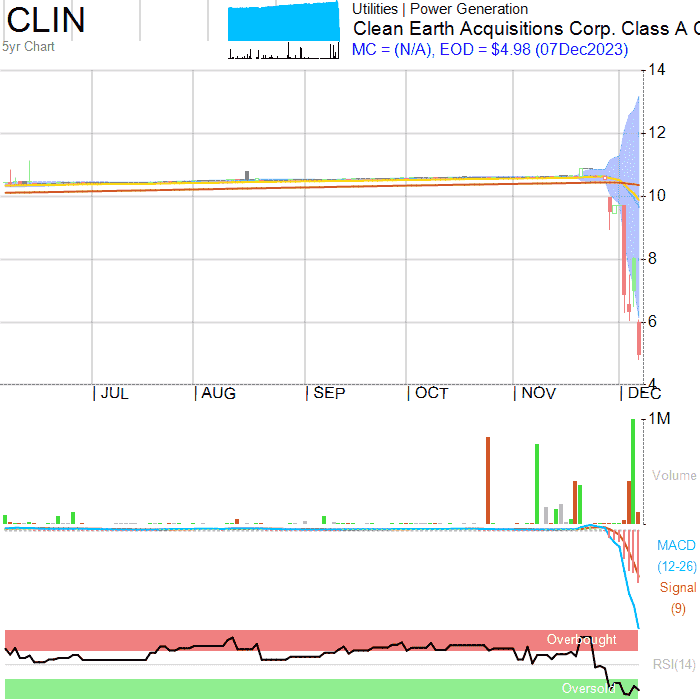 CLIN
5yr Chart
Utilities | Power Generation
Clean Earth Acquisitions Corp. Class A
MC = (N/A), EOD = $4.98 (07Dec2023)
14
12
10
8
6
4
JUL AUG SEP OCT NOV DEC
1M
Volume
MACD
(12-26)
Signal
(9)
Overbought
RSI(14)
Oversold